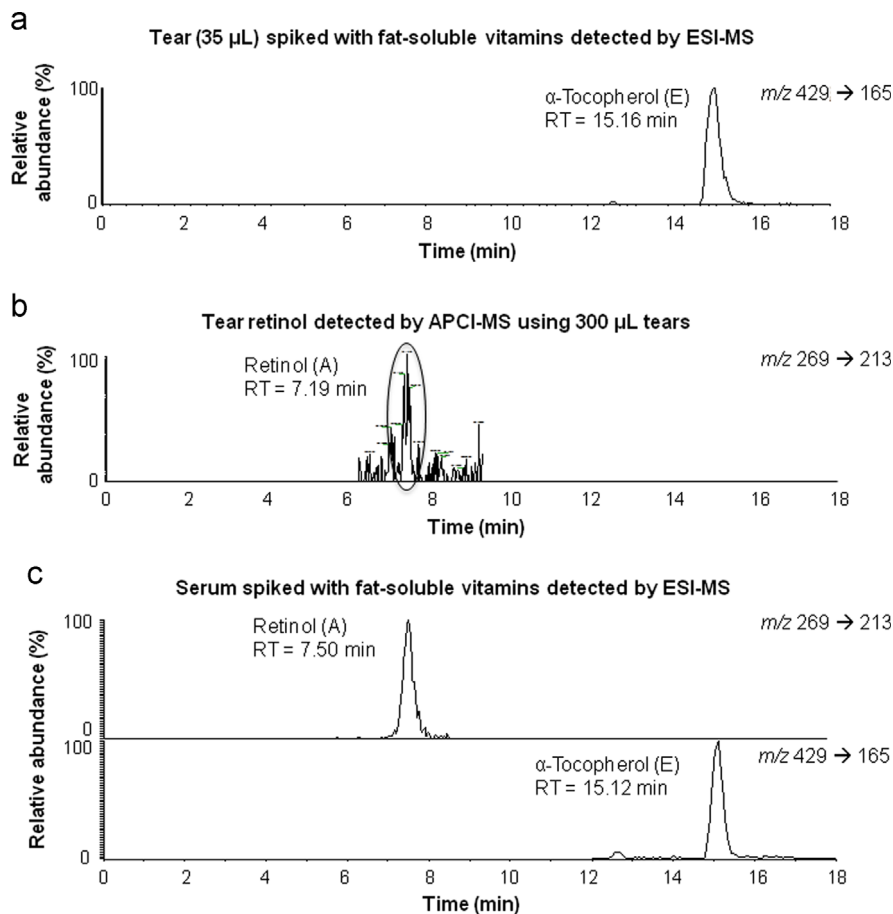 a
Tear (35 µL) spiked with fat-soluble vitamins detected by ESI-MS
Relative abundance (%)
100
0
α-Tocopherol (E)
RT = 15.16 min
m/z 429 → 165
0 2 4 6 8 10 12 14 16 18
Time (min)
b
Tear retinol detected by APCI-MS using 300 µL tears
Relative abundance (%)
100
0
Retinol (A)
RT = 7.19 min
m/z 269 → 213
0 2 4 6 8 10 12 14 16 18
Time (min)
c
Serum spiked with fat-soluble vitamins detected by ESI-MS
Relative abundance (%)
100
0
Retinol (A)
RT = 7.50 min
m/z 269 → 213
100
0
α-Tocopherol (E)
RT = 15.12 min
m/z 429 → 165
0 2 4 6 8 10 12 14 16 18
Time (min)